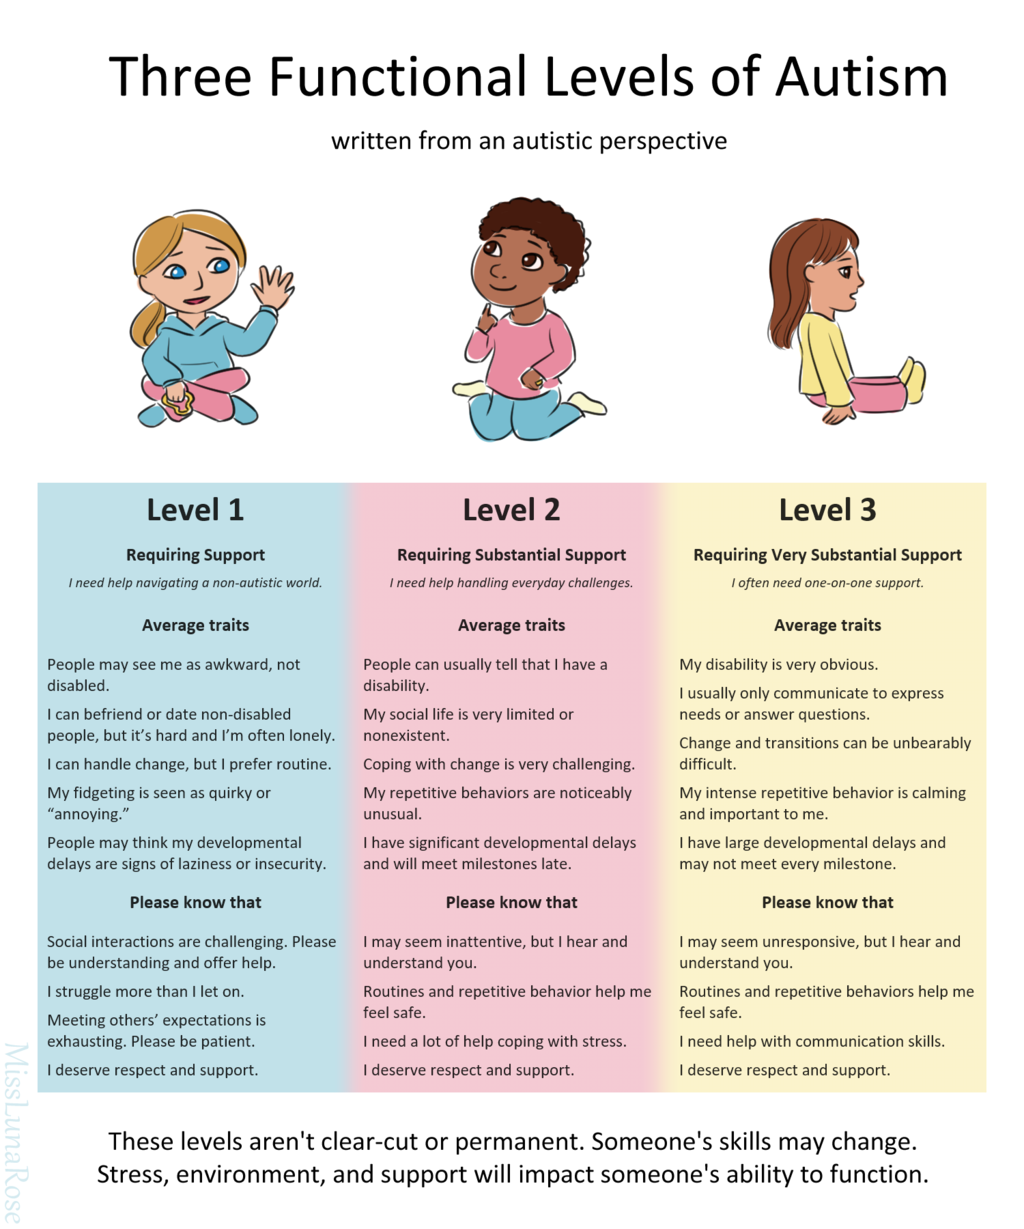 Three Functional Levels of Autism
written from an autistic perspective
Level 1
Requiring Support
I need help navigating a non-autistic world.
Average traits
People may see me as awkward, not
disabled.
I can befriend or date non-disabled
people, but it’s hard and I’m often lonely.
I can handle change, but I prefer routine.
My fidgeting is seen as quirky or
“annoying.”
People may think my developmental
delays are signs of laziness or insecurity.
Please know that
Social interactions are challenging. Please
be understanding and offer help.
I struggle more than I let on.
Meeting others’ expectations is
exhausting. Please be patient.
I deserve respect and support.
Level 2
Requiring Substantial Support
I need help handling everyday challenges.
Average traits
People can usually tell that I have a
disability.
My social life is very limited or
nonexistent.
Coping with change is very challenging.
My repetitive behaviors are noticeably
unusual.
I have significant developmental delays
and will meet milestones late.
Please know that
I may seem inattentive, but I hear and
understand you.
Routines and repetitive behavior help me
feel safe.
I need a lot of help coping with stress.
I deserve respect and support.
Level 3
Requiring Very Substantial Support
I often need one-on-one support.
Average traits
My disability is very obvious.
I usually only communicate to express
needs or answer questions.
Change and transitions can be unbearably
difficult.
My intense repetitive behavior is calming
and important to me.
I have large developmental delays and
may not meet every milestone.
Please know that
I may seem unresponsive, but I hear and
understand you.
Routines and repetitive behaviors help me
feel safe.
I need help with communication skills.
I deserve respect and support.
These levels aren't clear-cut or permanent. Someone's skills may change.
Stress, environment, and support will impact someone's ability to function.
MissLunaRose